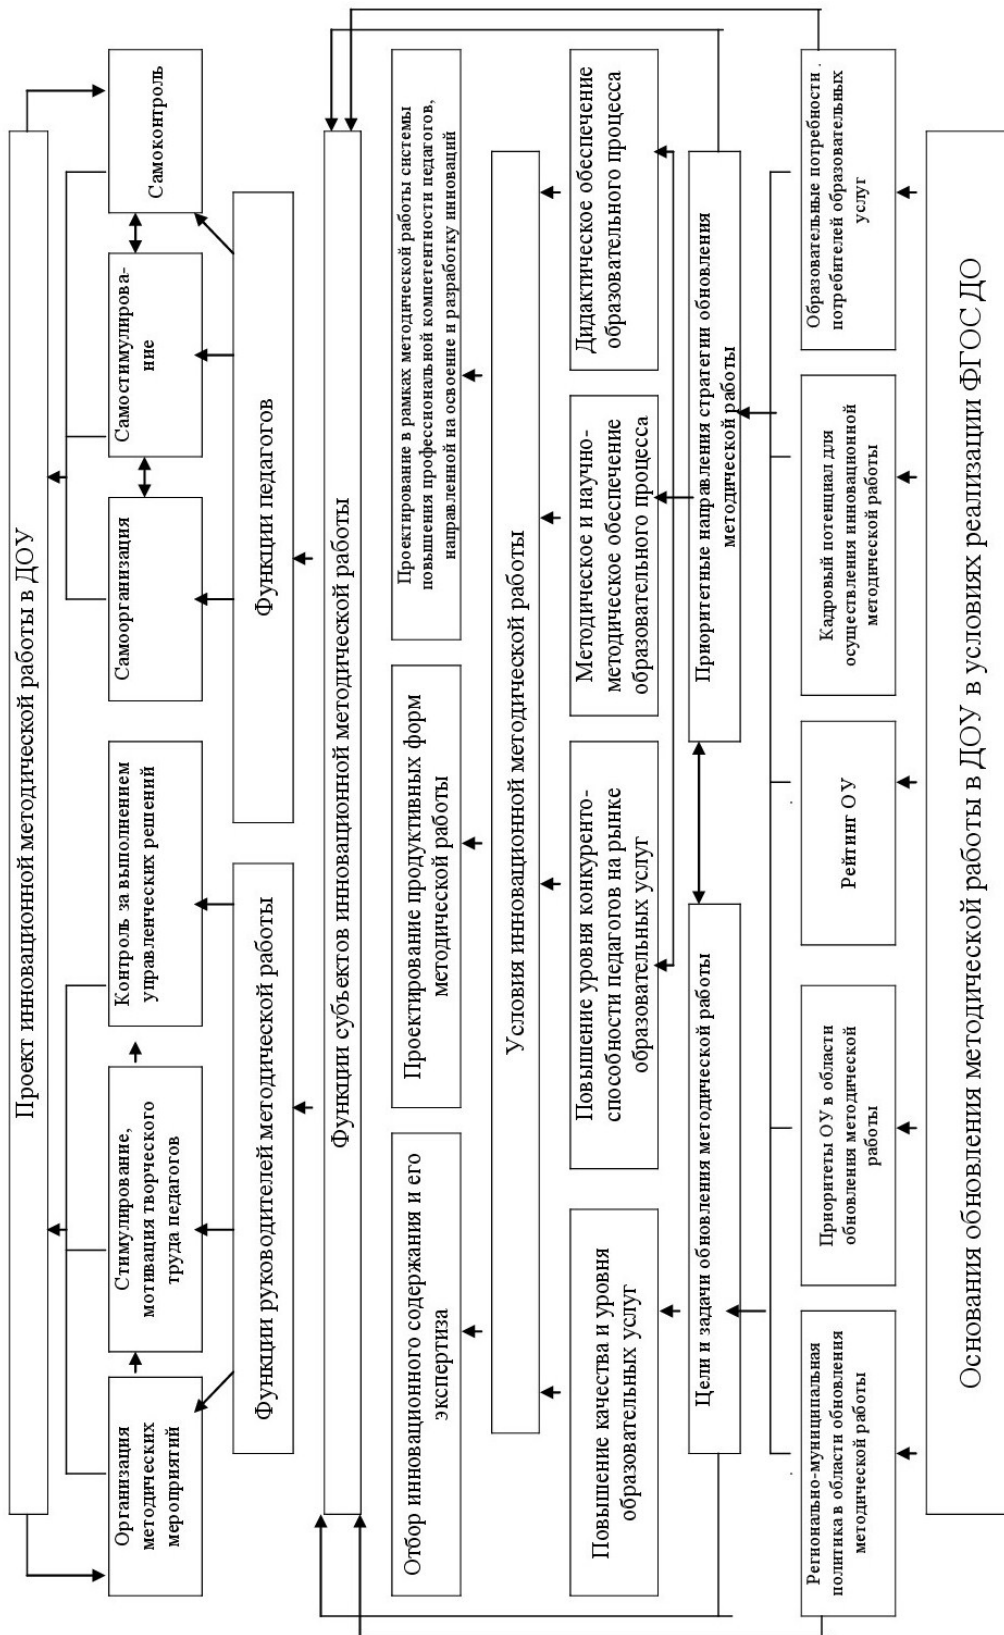 Проект инновационной методической работы в ДОУ
Организация
методических
мероприятий
Стимулирование,
мотивация творческого
труда педагогов
Контроль за выполнением
управленческих решений
Самоорганизация
Самостимулирова-
ние
Самоконтроль
Функции руководителей методической работы
Функции педагогов
Функции субъектов инновационной методической работы
Отбор инновационного содержания и его
экспертиза
Проектирование продуктивных форм
методической работы
Проектирование в рамках методической работы системы
повышения профессиональной компетентности педагогов,
направленной на освоение и разработку инноваций
Условия инновационной методической работы
Повышение качества и уровня
образовательных услуг
Повышение уровня конкуренто-
способности педагогов на рынке
образовательных услуг
Методическое и научно-
методическое обеспечение
образовательного процесса
Дидактическое обеспечение
образовательного процесса
Цели и задачи обновления методической работы
Приоритетные направления стратегии обновления
методической работы
Регионально-муниципальная
политика в области обновления
методической работы
Приоритеты ОУ в области
обновления методической
работы
Рейтинг ОУ
Кадровый потенциал для
осуществления инновационной
методической работы
Образовательные потребности
потребителей образовательных
услуг
Основания обновления методической работы в ДОУ в условиях реализации ФГОС ДО